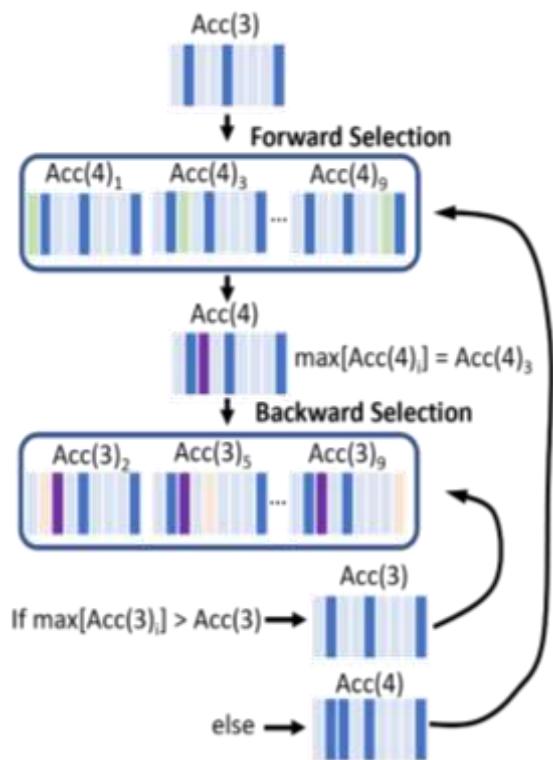 Acc(3)
Forward Selection
Acc(4)₁ Acc(4)₃ Acc(4)₉
...
Acc(4)
max[Acc(4)ᵢ] = Acc(4)₃
Backward Selection
Acc(3)₂ Acc(3)₅ Acc(3)₉
...
Acc(3)
If max[Acc(3)ᵢ] > Acc(3)
Acc(4)
else